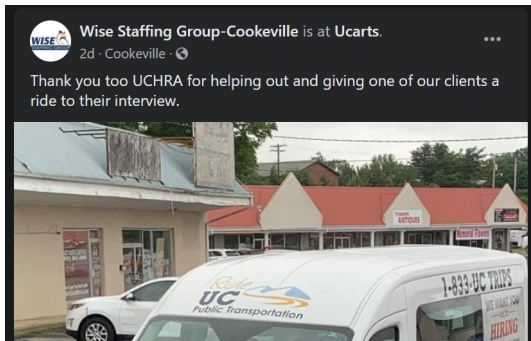 WISE
STAFFING GROUP
Wise Staffing Group-Cookeville is at Ucarts.
2d · Cookeville ·
Thank you too UCHRA for helping out and giving one of our clients a
ride to their interview.
ANTIQUES
Memorial Flowers
Ride
UC
Public Transportation
1-833-UC TRIPS
WE WANT YOU
HIRING